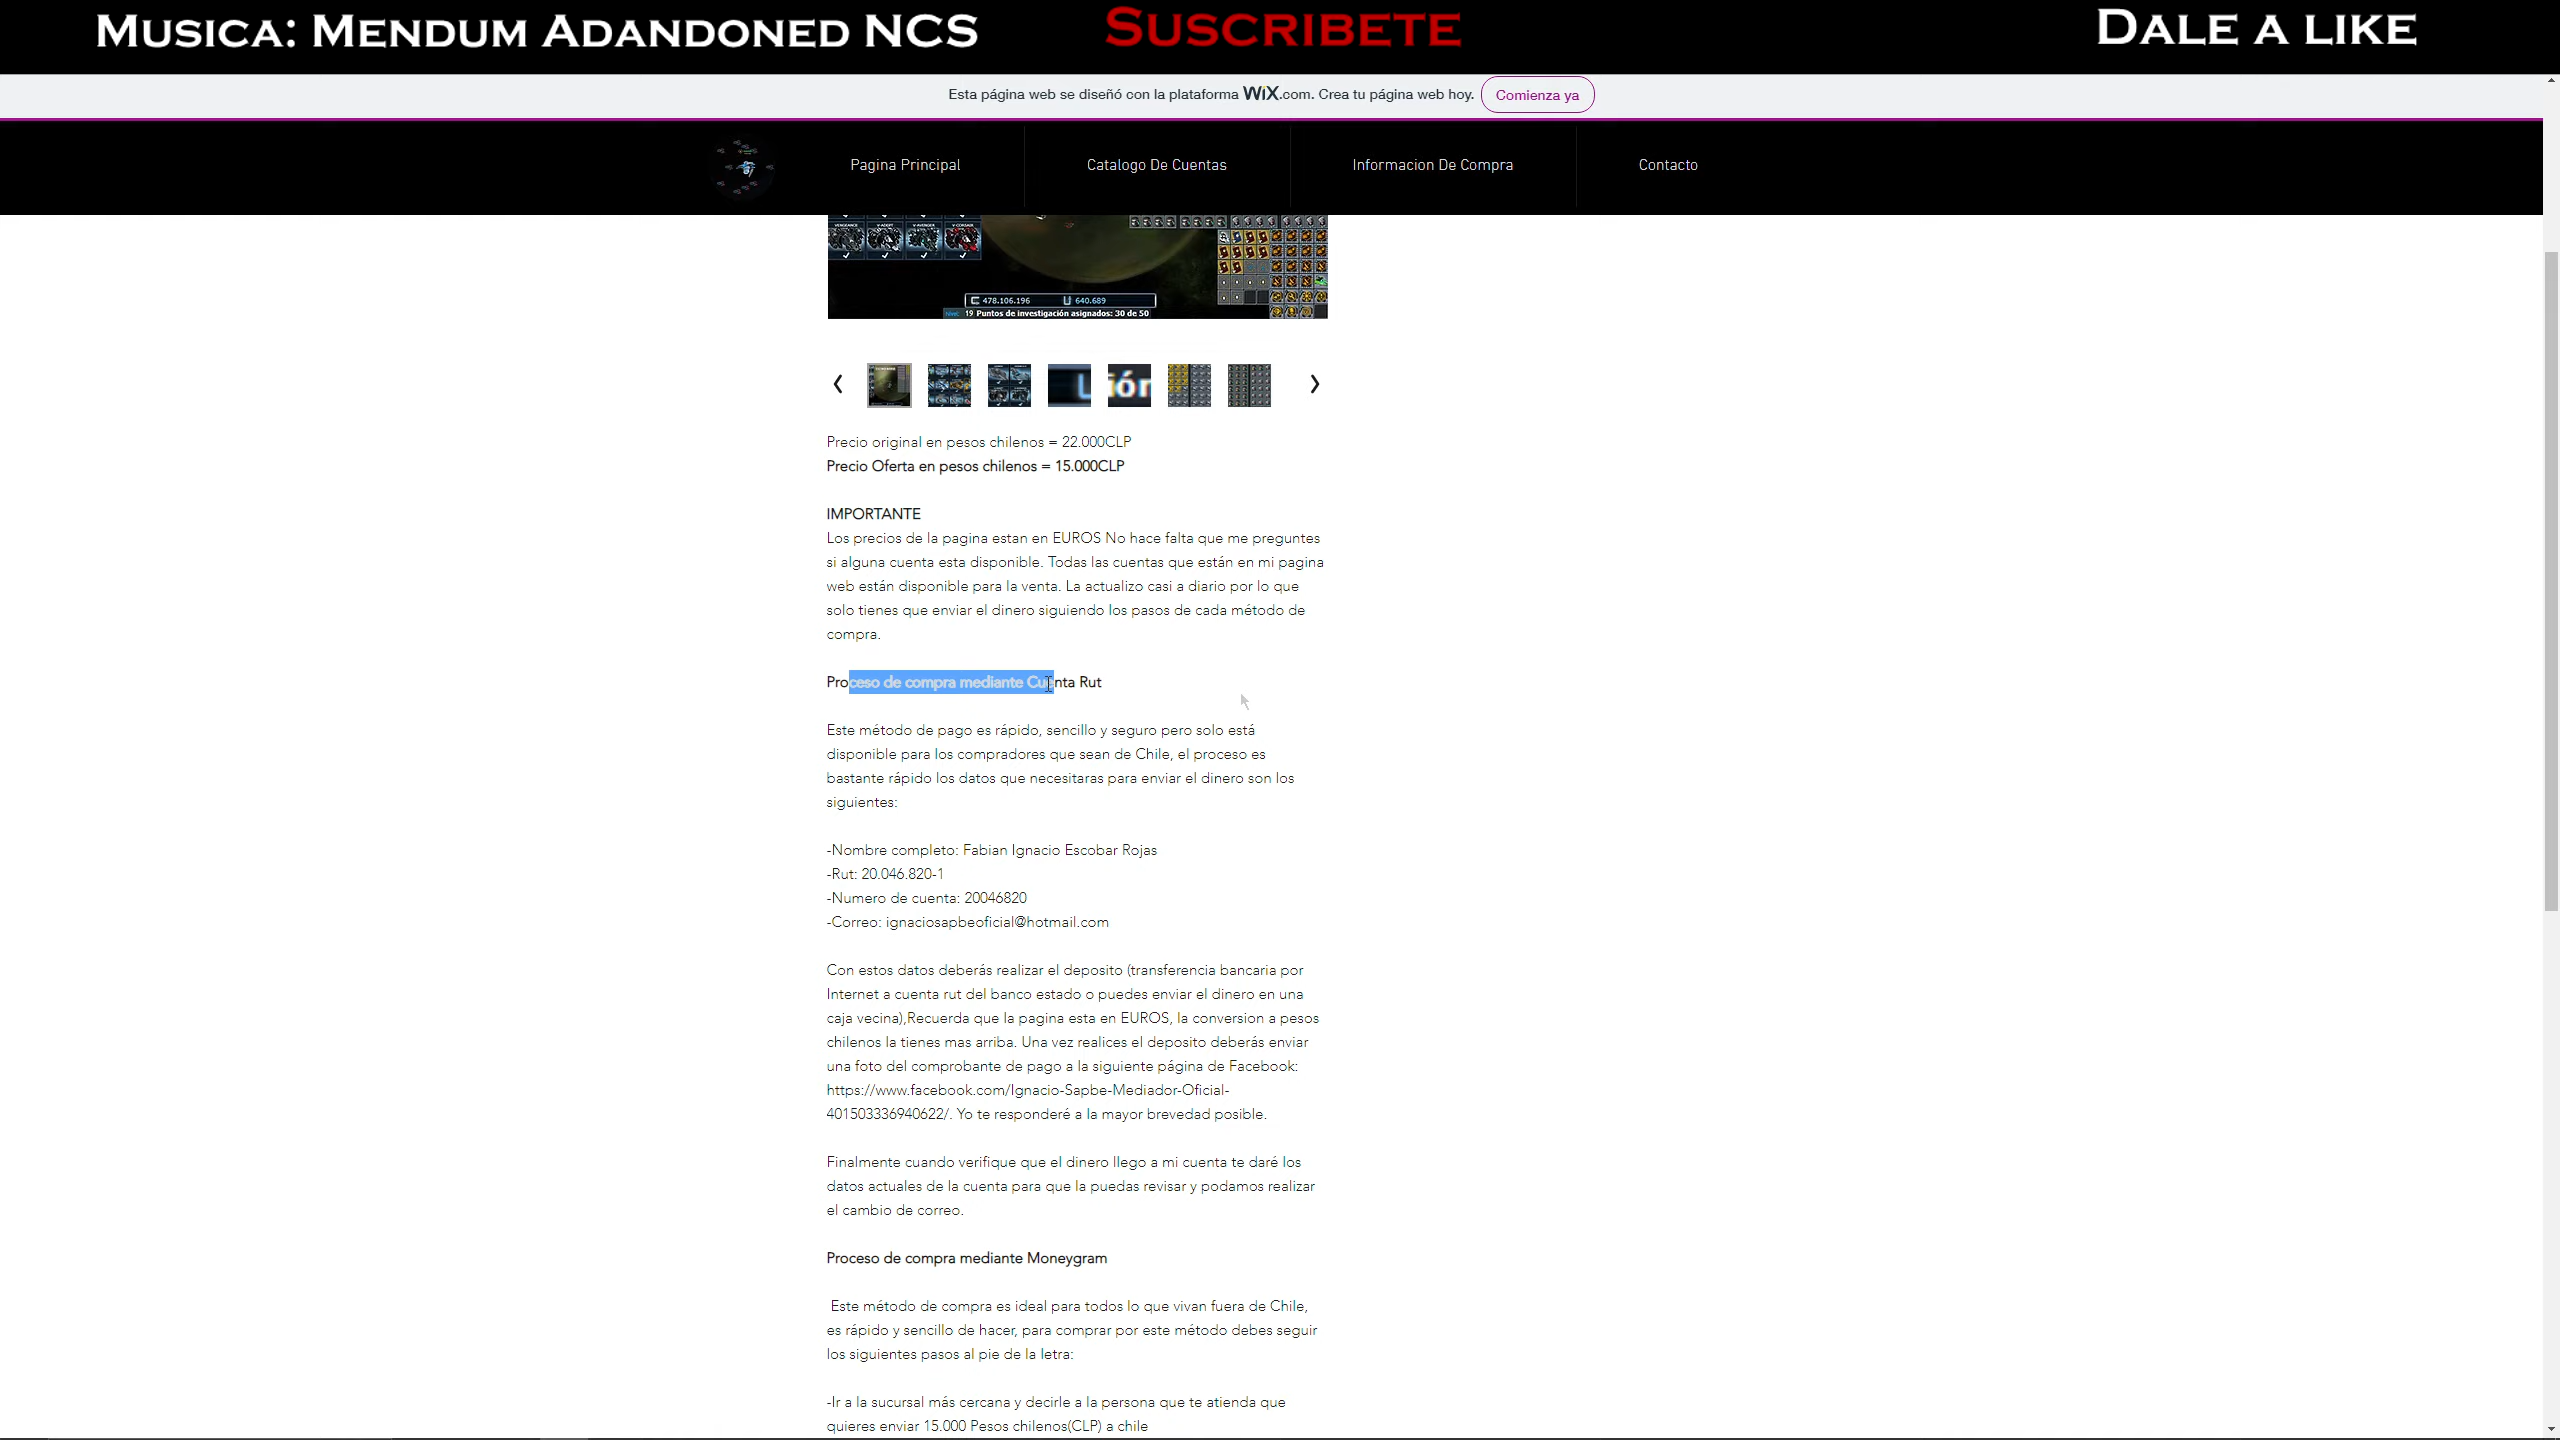 MUSICA: MENDUM ADANDONED NCS
SUSCRIBETE
DALE A LIKE
Esta página web se diseñó con la plataforma WiX.com. Crea tu página web hoy.
Comienza ya
Pagina Principal
Catalogo De Cuentas
Informacion De Compra
Contacto
VENGEANCE
V-ADEPT
V-AVENGER
V-CORSAIR
478.106.196
640.689
19 Puntos de investigación asignados: 30 de 50
ión
Precio original en pesos chilenos = 22.000CLP
Precio Oferta en pesos chilenos = 15.000CLP
IMPORTANTE
Los precios de la pagina estan en EUROS No hace falta que me preguntes
si alguna cuenta esta disponible. Todas las cuentas que están en mi pagina
web están disponible para la venta. La actualizo casi a diario por lo que
solo tienes que enviar el dinero siguiendo los pasos de cada método de
compra.
Proceso de compra mediante Cuenta Rut
Este método de pago es rápido, sencillo y seguro pero solo está
disponible para los compradores que sean de Chile, el proceso es
bastante rápido los datos que necesitaras para enviar el dinero son los
siguientes:
-Nombre completo: Fabian Ignacio Escobar Rojas
-Rut: 20.046.820-1
-Numero de cuenta: 20046820
-Correo: ignaciosapbeoficial@hotmail.com
Con estos datos deberás realizar el deposito (transferencia bancaria por
Internet a cuenta rut del banco estado o puedes enviar el dinero en una
caja vecina),Recuerda que la pagina esta en EUROS, la conversion a pesos
chilenos la tienes mas arriba. Una vez realices el deposito deberás enviar
una foto del comprobante de pago a la siguiente página de Facebook:
https://www.facebook.com/Ignacio-Sapbe-Mediador-Oficial-
401503336940622/. Yo te responderé a la mayor brevedad posible.
Finalmente cuando verifique que el dinero llego a mi cuenta te daré los
datos actuales de la cuenta para que la puedas revisar y podamos realizar
el cambio de correo.
Proceso de compra mediante Moneygram
Este método de compra es ideal para todos lo que vivan fuera de Chile,
es rápido y sencillo de hacer, para comprar por este método debes seguir
los siguientes pasos al pie de la letra:
-Ir a la sucursal más cercana y decirle a la persona que te atienda que
quieres enviar 15.000 Pesos chilenos(CLP) a chile